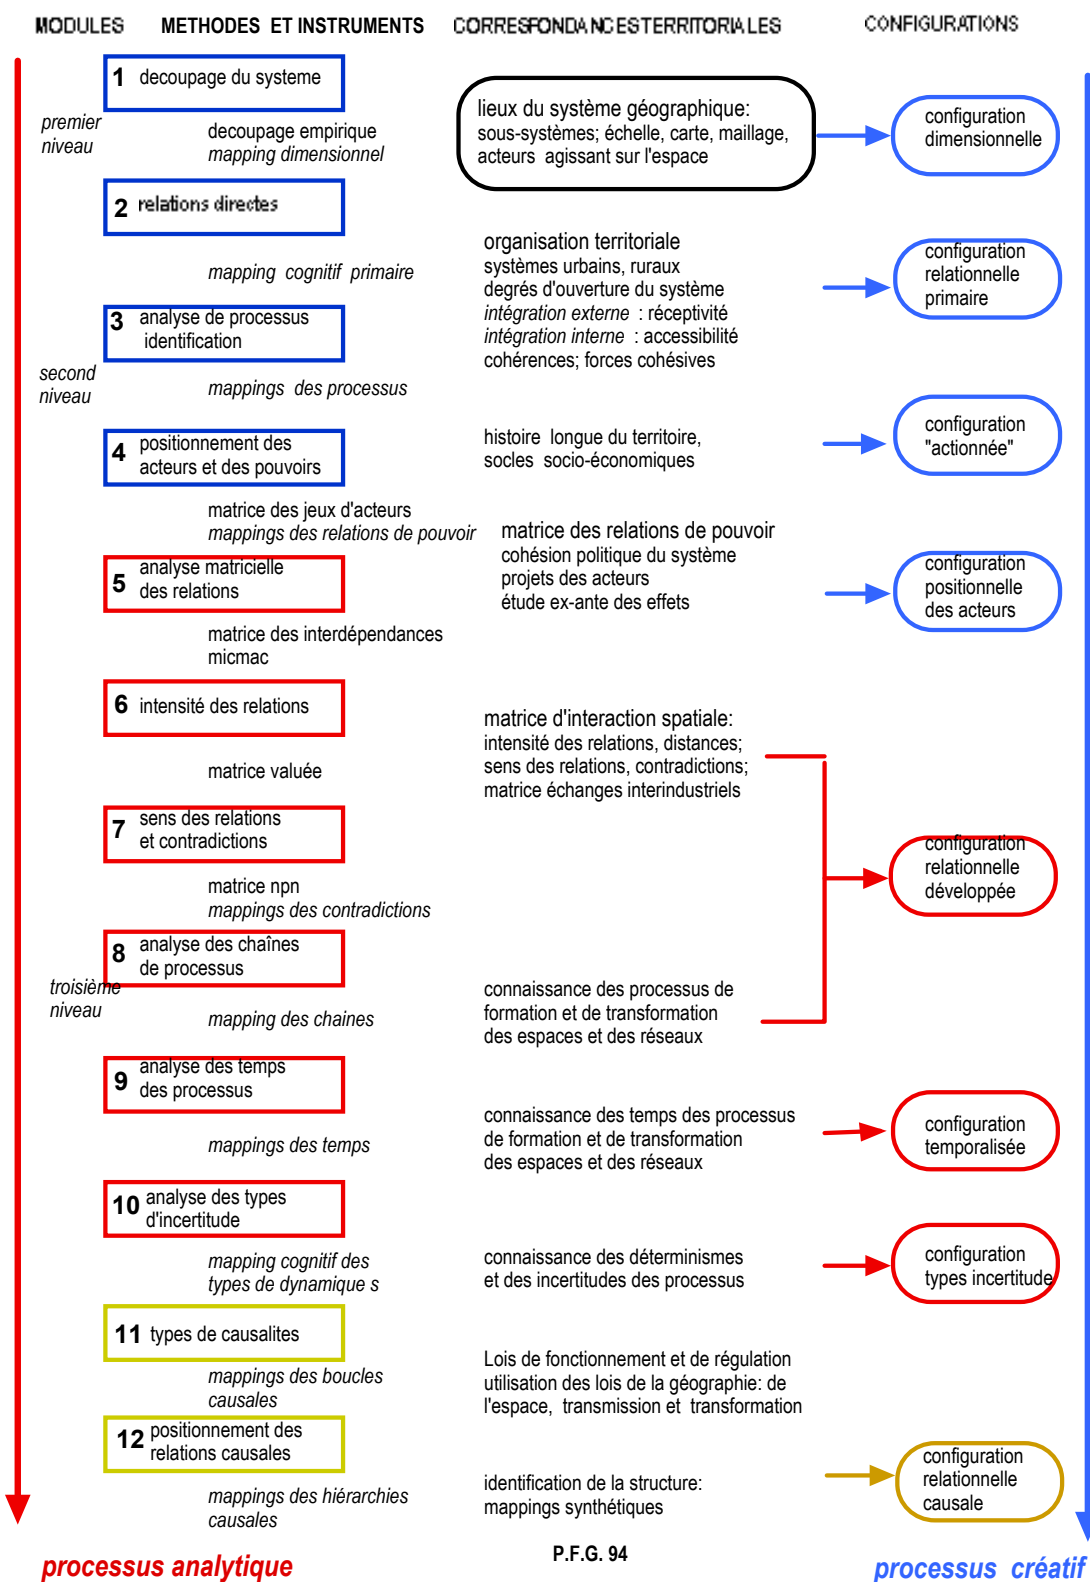 MODULES METHODES ET INSTRUMENTS CORRESPONDANCES TERRITORIALES CONFIGURATIONS
1 decoupage du systeme
premier
niveau
decoupage empirique
mapping dimensionnel
lieux du système géographique:
sous-systèmes; échelle, carte, maillage,
acteurs agissant sur l'espace
configuration
dimensionnelle
2 relations directes
mapping cognitif primaire
organisation territoriale
systèmes urbains, ruraux
degrés d'ouverture du système
intégration externe : réceptivité
intégration interne : accessibilité
cohérences; forces cohésives
configuration
relationnelle
primaire
3 analyse de processus
identification
second
niveau
mappings des processus
4 positionnement des
acteurs et des pouvoirs
histoire longue du territoire,
socles socio-économiques
configuration
"actionnée"
matrice des jeux d'acteurs
mappings des relations de pouvoir
matrice des relations de pouvoir
cohésion politique du système
projets des acteurs
étude ex-ante des effets
configuration
positionnelle
des acteurs
5 analyse matricielle
des relations
matrice des interdépendances
micmac
6 intensité des relations
matrice valuée
matrice d'interaction spatiale:
intensité des relations, distances;
sens des relations, contradictions;
matrice échanges interindustriels
7 sens des relations
et contradictions
matrice npn
mappings des contradictions
configuration
relationnelle
développée
8 analyse des chaînes
de processus
troisième
niveau
mapping des chaines
connaissance des processus de
formation et de transformation
des espaces et des réseaux
9 analyse des temps
des processus
mappings des temps
connaissance des temps des processus
de formation et de transformation
des espaces et des réseaux
configuration
temporalisée
10 analyse des types
d'incertitude
mapping cognitif des
types de dynamique s
connaissance des déterminismes
et des incertitudes des processus
configuration
types incertitude
11 types de causalites
mappings des boucles
causales
Lois de fonctionnement et de régulation
utilisation des lois de la géographie: de
l'espace, transmission et transformation
12 positionnement des
relations causales
mappings des hiérarchies
causales
identification de la structure:
mappings synthétiques
configuration
relationnelle
causale
processus analytique
P.F.G. 94
processus créatif